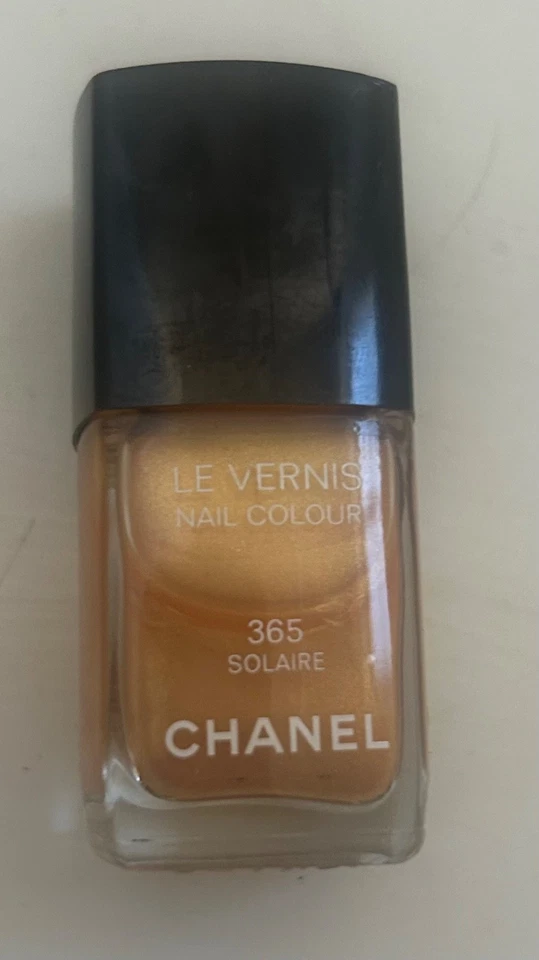 LE VERNIS
NAIL COLOUR
365
SOLAIRE
CHANEL